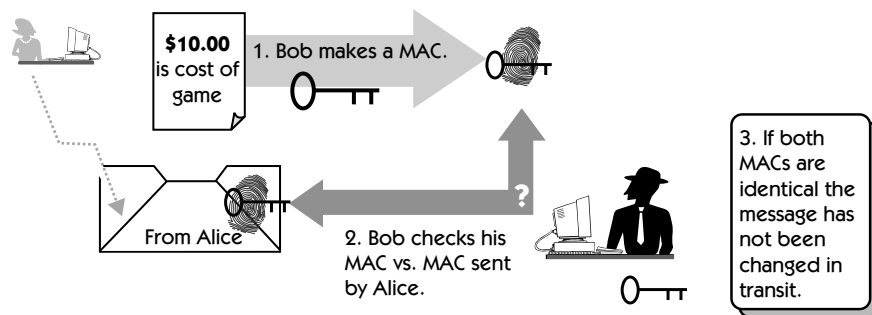 $10.00
is cost of
game
1. Bob makes a MAC.
?
From Alice
2. Bob checks his
MAC vs. MAC sent
by Alice.
3. If both
MACs are
identical the
message has
not been
changed in
transit.